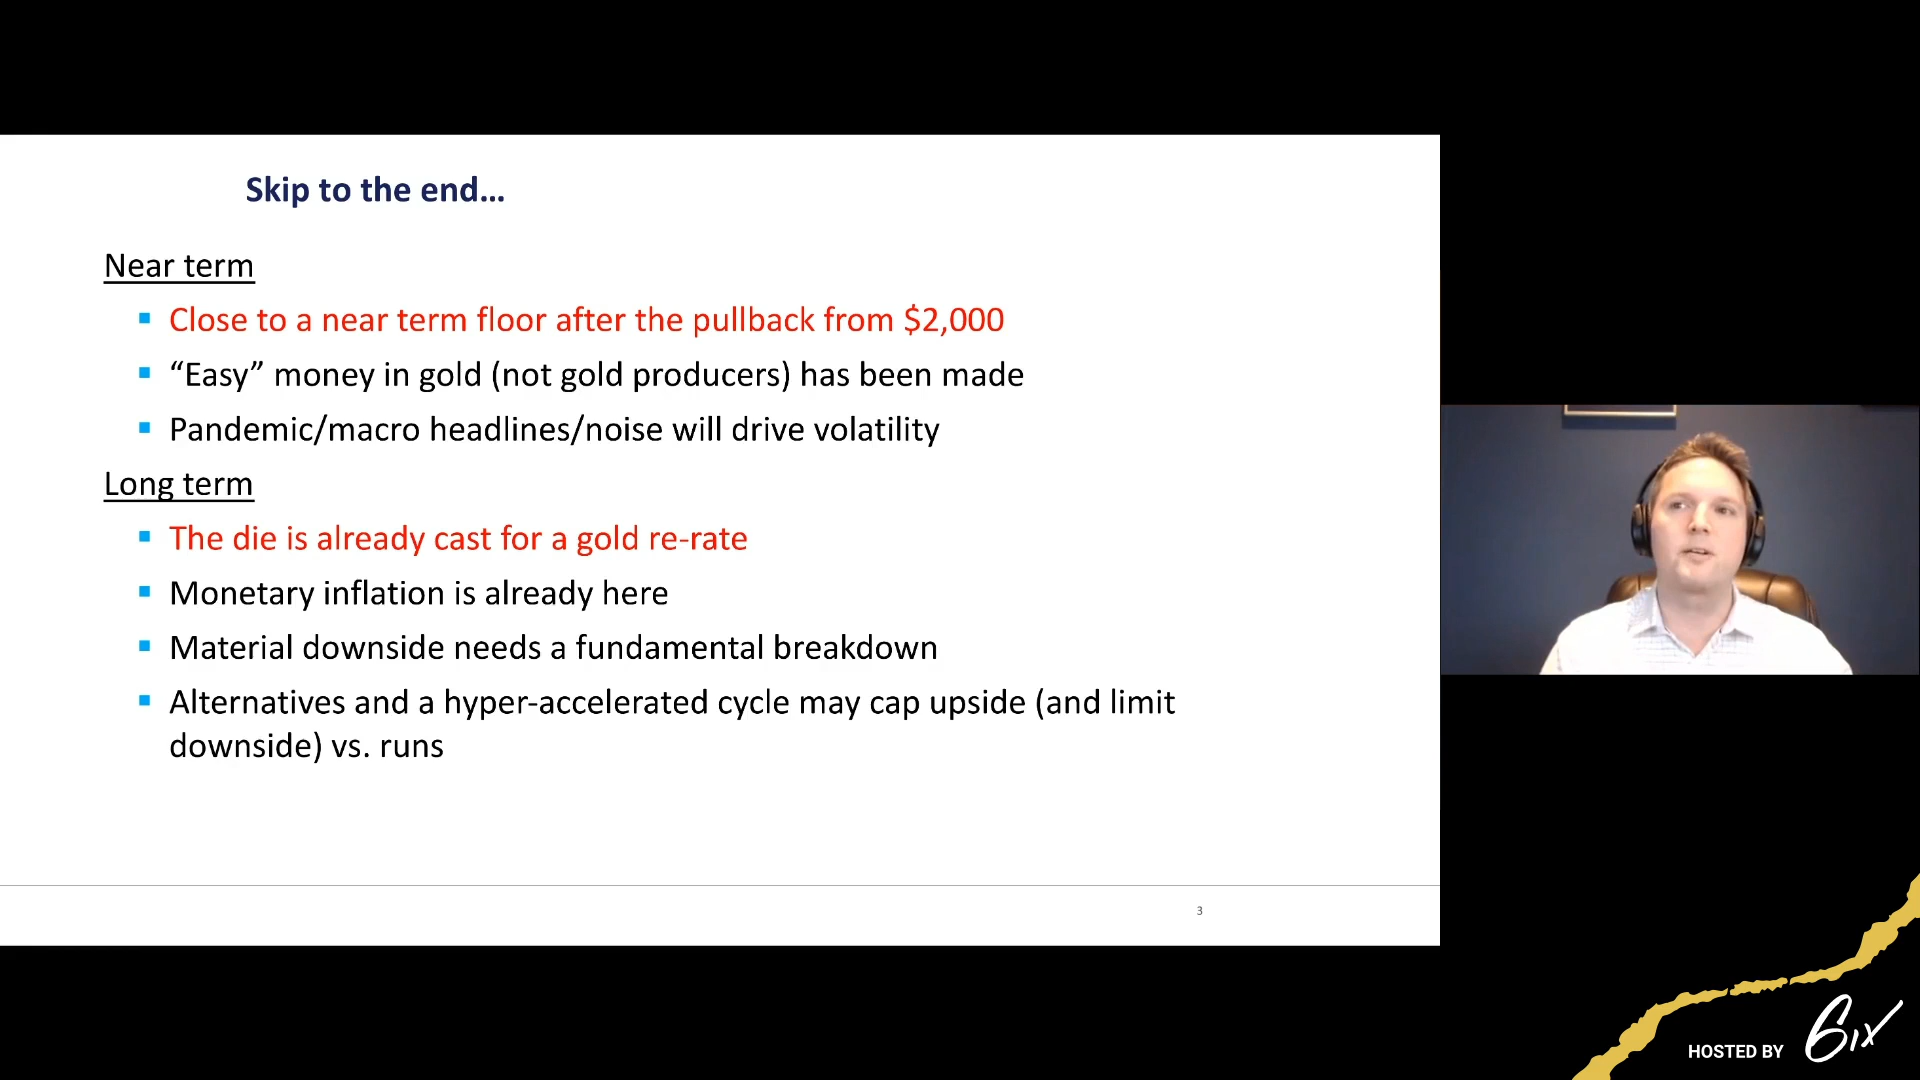 Skip to the end...
Near term
Close to a near term floor after the pullback from $2,000
“Easy” money in gold (not gold producers) has been made
Pandemic/macro headlines/noise will drive volatility
Long term
The die is already cast for a gold re-rate
Monetary inflation is already here
Material downside needs a fundamental breakdown
Alternatives and a hyper-accelerated cycle may cap upside (and limit
downside) vs. runs
3
HOSTED BY 6ix